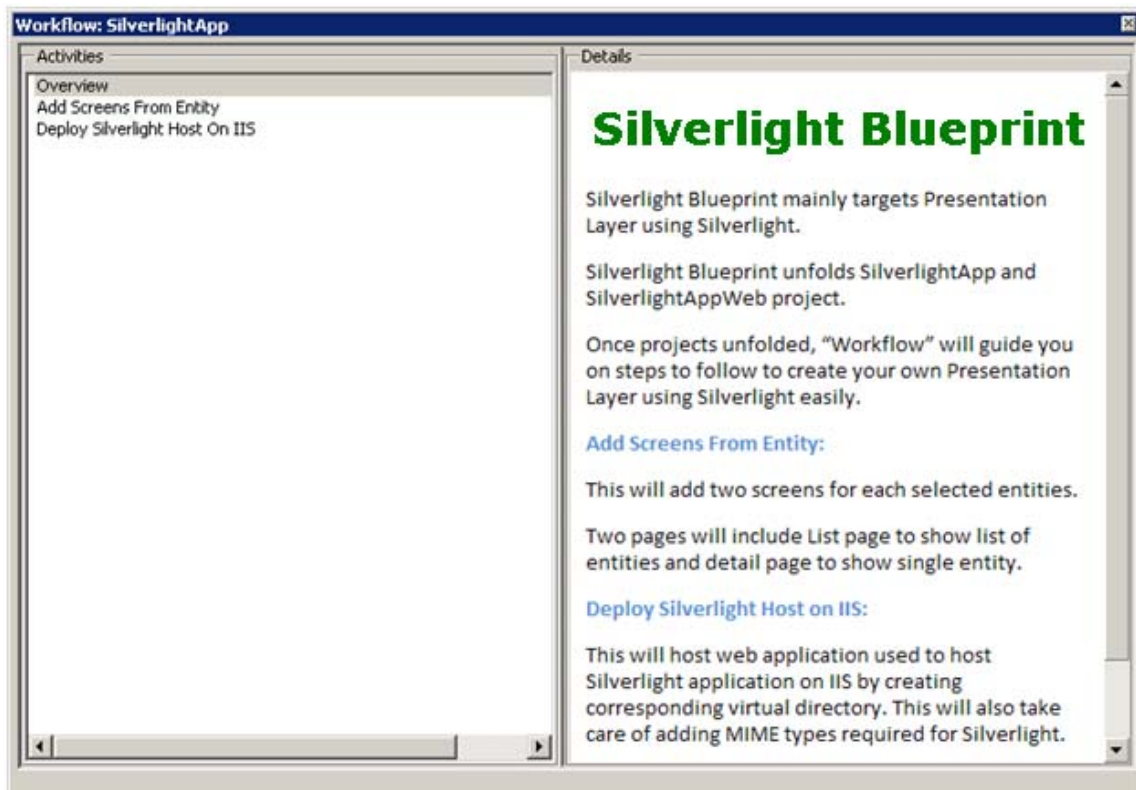 Workflow: SilverlightApp
Activities
Overview
Add Screens From Entity
Deploy Silverlight Host On IIS
Details
Silverlight Blueprint
Silverlight Blueprint mainly targets Presentation
Layer using Silverlight.
Silverlight Blueprint unfolds SilverlightApp and
SilverlightAppWeb project.
Once projects unfolded, “Workflow” will guide you
on steps to follow to create your own Presentation
Layer using Silverlight easily.
Add Screens From Entity:
This will add two screens for each selected entities.
Two pages will include List page to show list of
entities and detail page to show single entity.
Deploy Silverlight Host on IIS:
This will host web application used to host
Silverlight application on IIS by creating
corresponding virtual directory. This will also take
care of adding MIME types required for Silverlight.